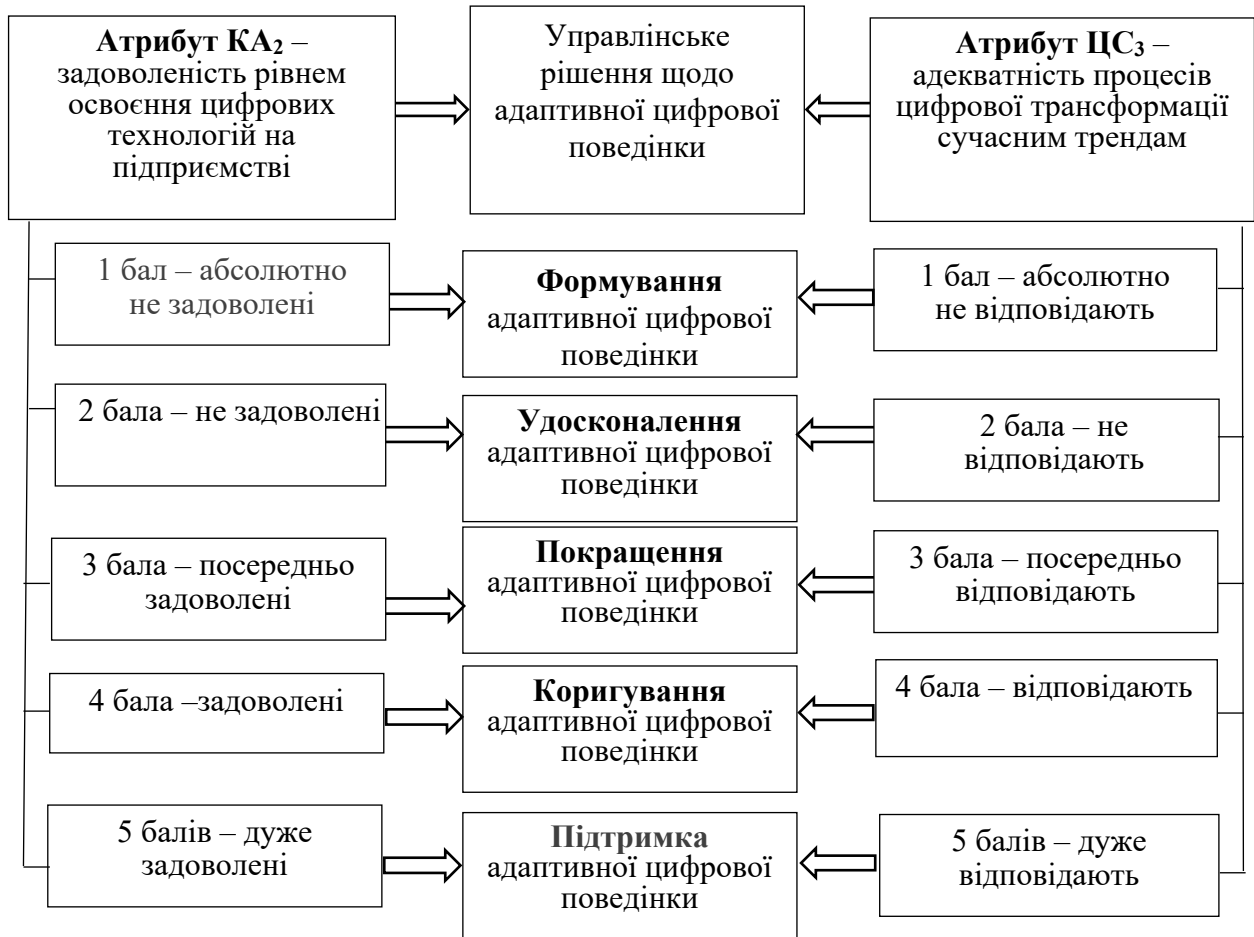 Атрибут КА₂ –
задоволеність рівнем
освоєння цифрових
технологій на
підприємстві
Управлінське
рішення щодо
адаптивної цифрової
поведінки
Атрибут ЦС₃ –
адекватність процесів
цифрової трансформації
сучасним трендам
1 бал – абсолютно
не задоволені
Формування
адаптивної цифрової
поведінки
1 бал – абсолютно
не відповідають
2 бала – не задоволені
Удосконалення
адаптивної цифрової
поведінки
2 бала – не
відповідають
3 бала – посередньо
задоволені
Покращення
адаптивної цифрової
поведінки
3 бала – посередньо
відповідають
4 бала –задоволені
Коригування
адаптивної цифрової
поведінки
4 бала – відповідають
5 балів – дуже
задоволені
Підтримка
адаптивної цифрової
поведінки
5 балів – дуже
відповідають